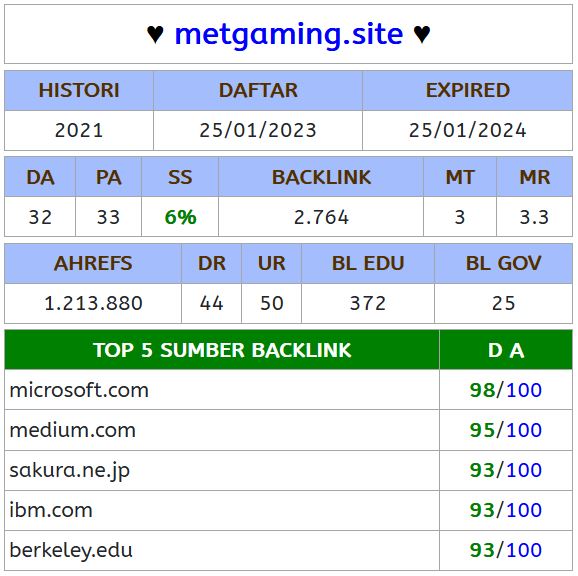 ♥ metgaming.site ♥
HISTORI DAFTAR EXPIRED
2021 25/01/2023 25/01/2024
DA PA SS BACKLINK MT MR
32 33 6% 2.764 3 3.3
AHREFS DR UR BL EDU BL GOV
1.213.880 44 50 372 25
TOP 5 SUMBER BACKLINK D A
microsoft.com 98/100
medium.com 95/100
sakura.ne.jp 93/100
ibm.com 93/100
berkeley.edu 93/100